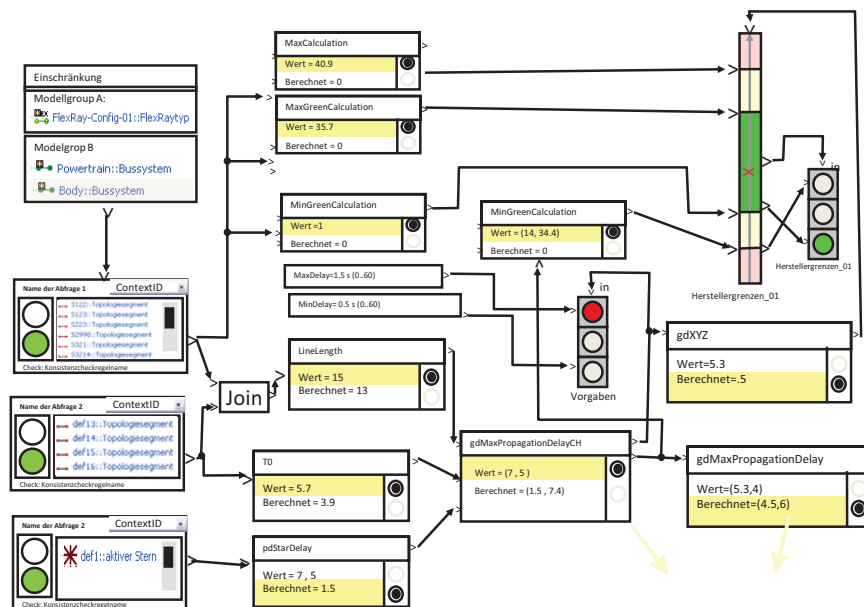 MaxCalculation
Wert = 40.9
Berechnet = 0
MaxGreenCalculation
Wert = 35.7
Berechnet = 0
Einschränkung
Modellgroup A:
FlexRay-Config-01::FlexRaytyp
Modelgrop B
Powertrain::Bussystem
Body::Bussystem
MinGreenCalculation
Wert =1
Berechnet = 0
MinGreenCalculation
Wert = (14, 34.4)
Berechnet = 0
in
Herstellergrenzen_01
Herstellergrenzen_01
MaxDelay=1.5 s (0..60)
MinDelay= 0.5 s (0..60)
in
Vorgaben
Name der Abfrage 1
ContextID
5122::Topologiesegment
5123::Topologiesegment
5223::Topologiesegment
52998::Topologiesegment
5321::Topologiesegment
53214::Topologiesegment
Check: Konsistenzcheckregelname
gdXYZ
Wert=5.3
Berechnet=.5
LineLength
Wert = 15
Berechnet = 13
Join
Name der Abfrage 2
ContextID
def13::Topologiesegment
def14::Topologiesegment
def15::Topologiesegment
def16::Topologiesegment
Check: Konsistenzcheckregelname
T0
Wert = 5.7
Berechnet = 3.9
gdMaxPropagationDelayCH
Wert = (7 , 5 )
Berechnet = (1.5 , 7.4)
gdMaxPropagationDelay
Wert=(5.3,4)
Berechnet=(4.5,6)
Name der Abfrage 2
ContextID
def1::aktiver Stern
Check: Konsistenzcheckregelname
pdStarDelay
Wert = 7 , 5
Berechnet = 1.5